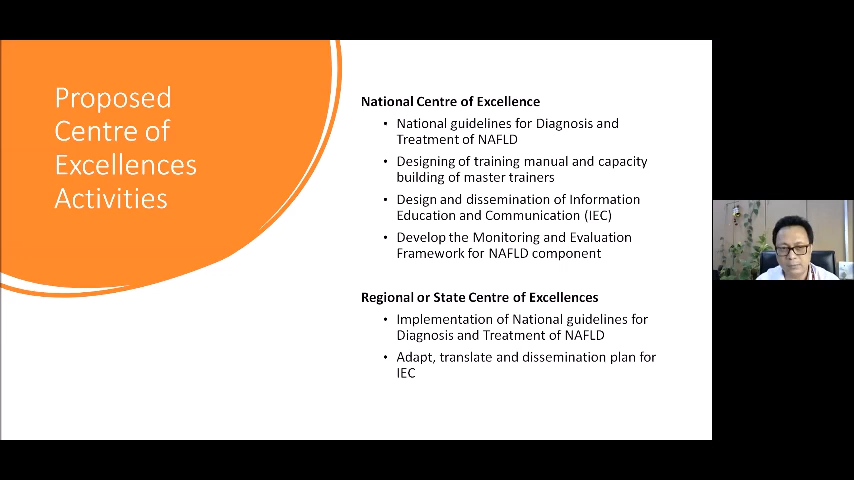 Proposed
Centre of
Excellences
Activities
National Centre of Excellence
• National guidelines for Diagnosis and
Treatment of NAFLD
• Designing of training manual and capacity
building of master trainers
• Design and dissemination of Information
Education and Communication (IEC)
• Develop the Monitoring and Evaluation
Framework for NAFLD component
Regional or State Centre of Excellences
• Implementation of National guidelines for
Diagnosis and Treatment of NAFLD
• Adapt, translate and dissemination plan for
IEC